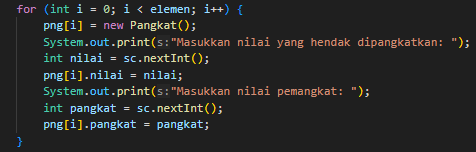 for (int i = 0; i < elemen; i++) {
png[i] = new Pangkat();
System.out.print(s:"Masukkan nilai yang hendak dipangkatkan: ");
int nilai = sc.nextInt();
png[i].nilai = nilai;
System.out.print(s:"Masukkan nilai pemangkat: ");
int pangkat = sc.nextInt();
png[i].pangkat = pangkat;
}